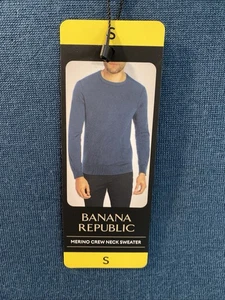 S
BANANA
REPUBLIC
MERINO CREW NECK SWEATER
S